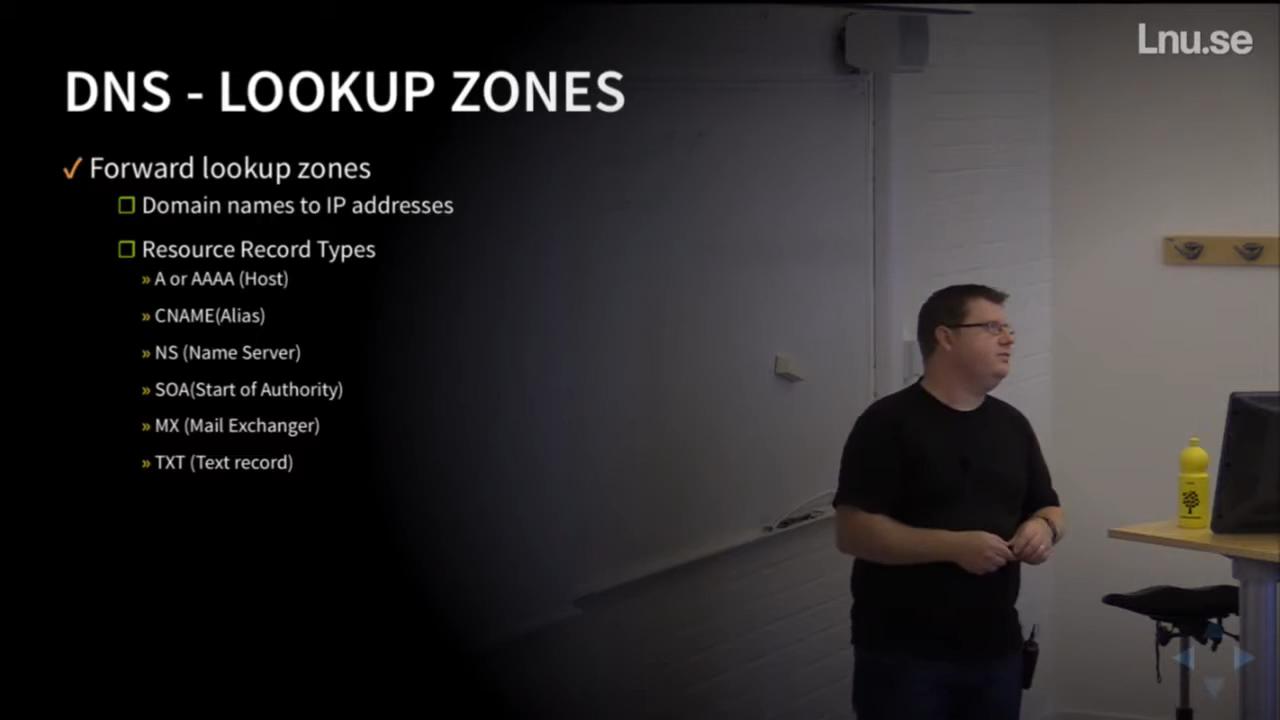 Lnu.se
DNS - LOOKUP ZONES
✓ Forward lookup zones
❐ Domain names to IP addresses
❐ Resource Record Types
» A or AAAA (Host)
» CNAME(Alias)
» NS (Name Server)
» SOA(Start of Authority)
» MX (Mail Exchanger)
» TXT (Text record)